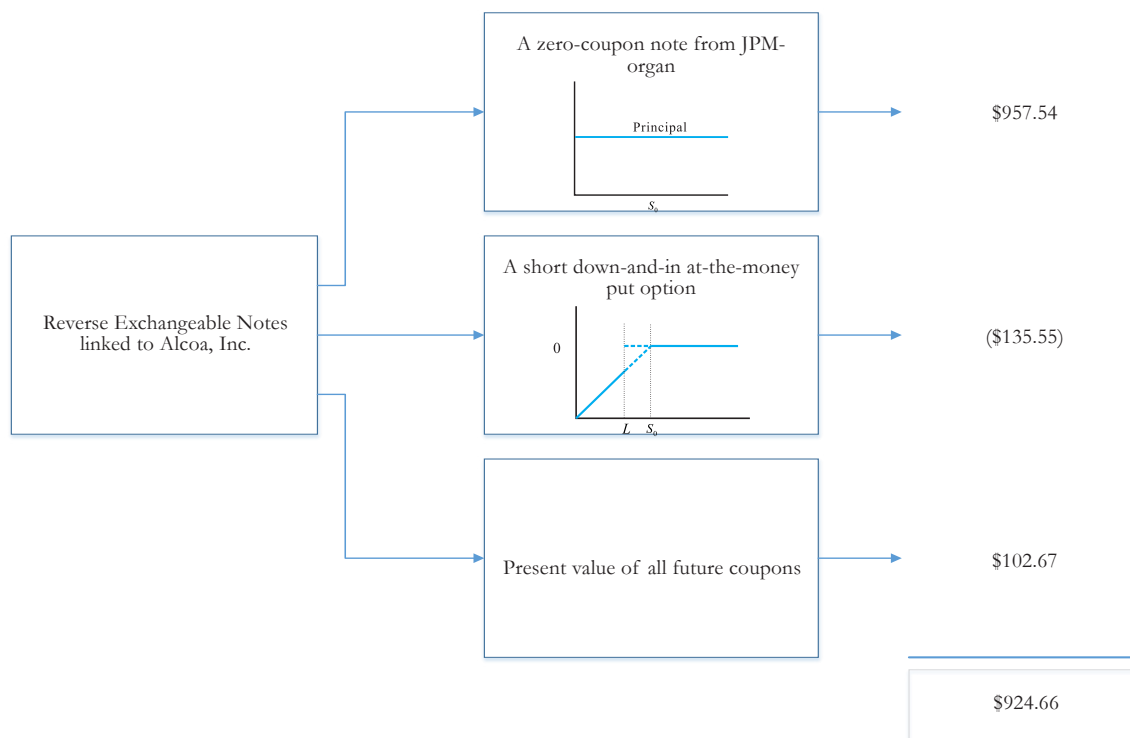 A zero-coupon note from JPM-
organ
Principal
S₀
$957.54
Reverse Exchangeable Notes
linked to Alcoa, Inc.
A short down-and-in at-the-money
put option
0
L S₀
($135.55)
Present value of all future coupons
$102.67
$924.66